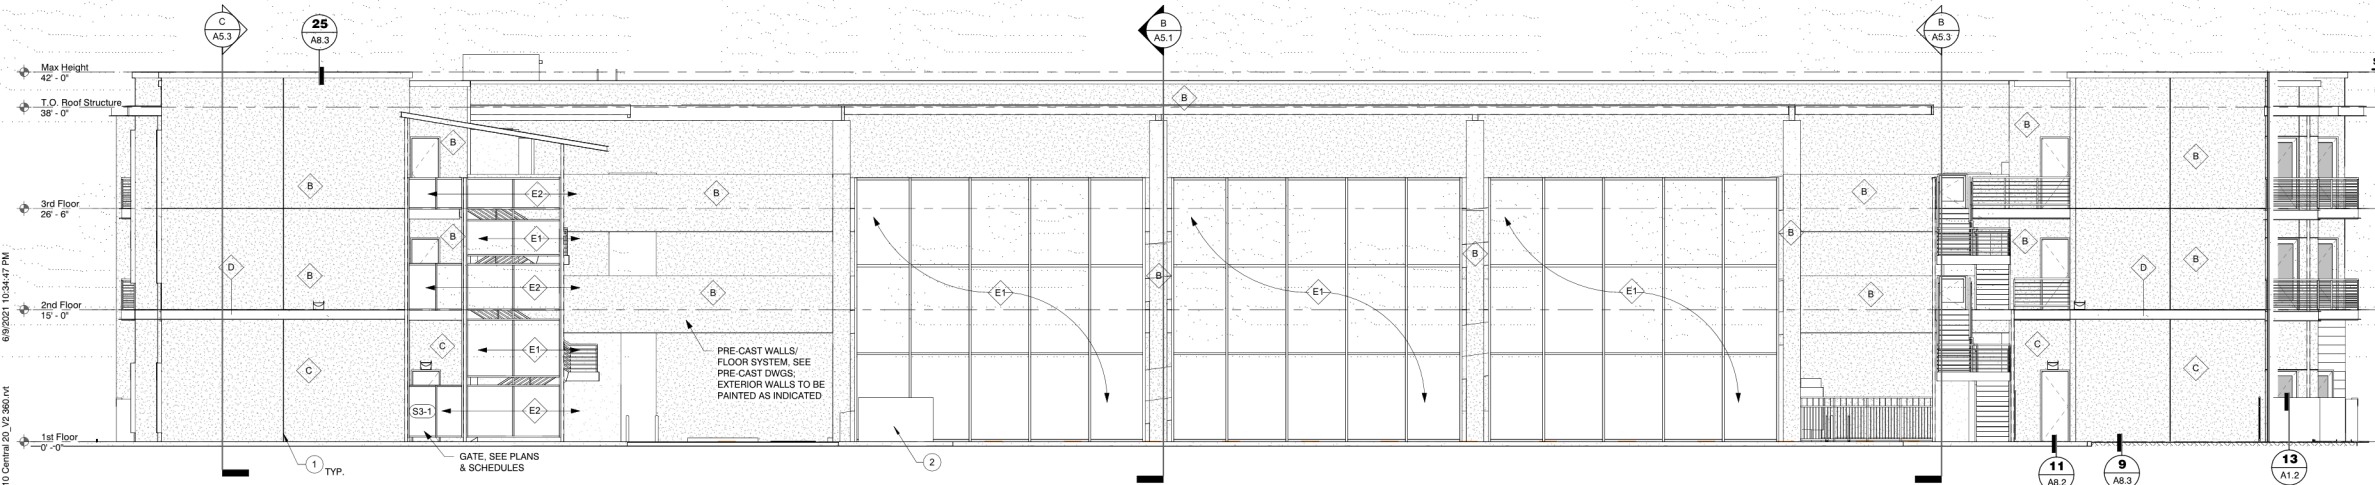 C
A5.3
25
A8.3
B
A5.1
B
A5.3
Max Height
42' - 0"
T.O. Roof Structure
38' - 0"
3rd Floor
26' - 6"
2nd Floor
15' - 0"
1st Floor
0' - 0"
6/9/2021 10:34:47 PM
10 Central 20_V2 360.rvt
B
B
B
B
B
B
E2
B
B
E1
B
D
B
E2
B
B
E1
E1
E1
B
B
B
B
B
D
C
C
E1
E2
S3-1
C
C
PRE-CAST WALLS/
FLOOR SYSTEM, SEE
PRE-CAST DWGS;
EXTERIOR WALLS TO BE
PAINTED AS INDICATED
GATE, SEE PLANS
& SCHEDULES
1
TYP.
2
11
A8.2
9
A8.3
13
A1.2